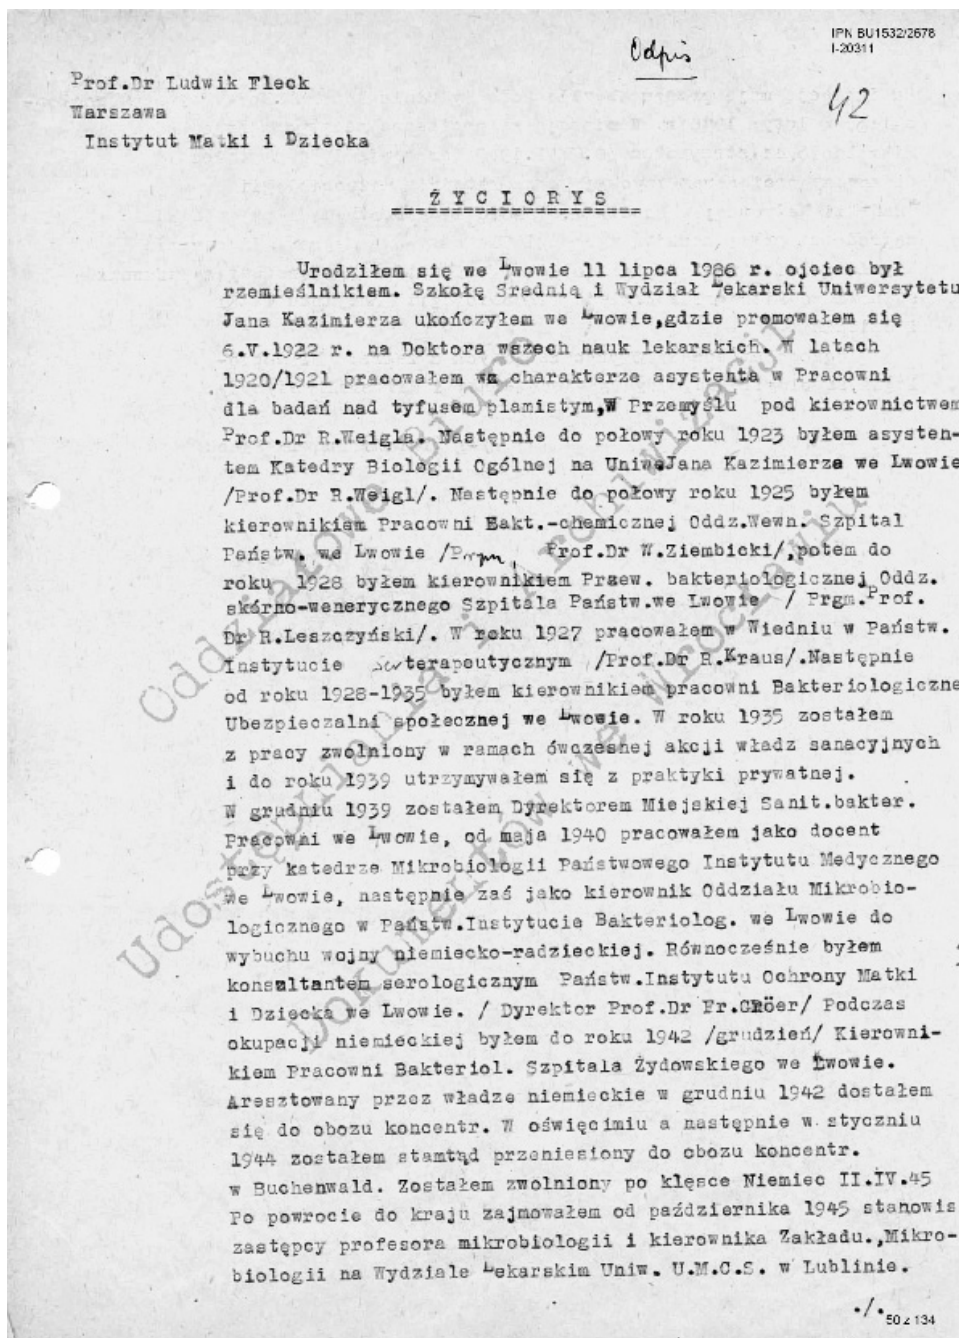 IPN BU1532/2678
I-20311
Odpis
42
Prof.Dr Ludwik Fleck
Warszawa
Instytut Matki i Dziecka
Ż Y C I O R Y S
Urodziłem się we Lwowie 11 lipca 1986 r. ojciec był
rzemieślnikiem. Szkołę Srednią i Wydział Lekarski Uniwersytetu
Jana Kazimierza ukończyłem we Lwowie,gdzie promowałem się
6.V.1922 r. na Doktora wszech nauk lekarskich. W latach
1920/1921 pracowałem w charakterze asystenta w Pracowni
dla badań nad tyfusem plamistym,W Przemyślu pod kierownictwem
Prof.Dr R.Weigla. Następnie do połowy roku 1923 byłem asysten-
tem Katedry Biologii Ogólnej na Uniw.Jana Kazimierza we Lwowie
/Prof.Dr R.Weigl/. Następnie do połowy roku 1925 byłem
kierownikiem Pracowni Bakt.-chemicznej Oddz.Wewn. Szpital
Państw. we Lwowie / Prof.Dr W.Ziembicki/,potem do
roku 1928 byłem kierownikiem Praew. bakteriologicznej Oddz.
skórno-wenerycznego Szpitala Państw.we Lwowie / Prgm.Prof.
Dr R.Leszczyński/. W roku 1927 pracowałem w Wiedniu w Państw.
Instytucie serterapeutycznym /Prof.Dr R.Kraus/.Następnie
od roku 1928-1935 byłem kierownikiem pracowni Bakteriologiczne
Ubezpieczalni społecznej we Lwowie. W roku 1935 zostałem
z pracy zwolniony w ramach ówczesnej akcji władz sanacyjnych
i do roku 1939 utrzymywałem się z praktyki prywatnej.
W grudniu 1939 zostałem Dyrektorem Miejskiej Sanit.bakter.
Pracowni we Lwowie, od maja 1940 pracowałem jako docent
przy katedrze Mikrobiologii Państwowego Instytutu Medycznego
we Lwowie, następnie zaś jako kierownik Oddziału Mikrobio-
logicznego w Państw.Instytucie Bakteriolog. we Lwowie do
wybuchu wojny niemiecko-radzieckiej. Równocześnie byłem
konsultantem serologicznym Państw.Instytutu Ochrony Matki
i Dziecka we Lwowie. / Dyrektor Prof.Dr Fr.Gröer/ Podczas
okupacji niemieckiej byłem do roku 1942 /grudzień/ Kierowni-
kiem Pracowni Bakteriol. Szpitala Żydowskiego we Lwowie.
Aresztowany przez władze niemieckie w grudniu 1942 dostałem
się do obozu koncentr. W oświęcimiu a następnie w styczniu
1944 zostałem stamtąd przeniesiony do obozu koncentr.
w Buchenwald. Zostałem zwolniony po klęsce Niemiec II.IV.45
Po powrocie do kraju zajmowałem od października 1945 stanowis
zastępcy profesora mikrobiologii i kierownika Zakładu.,Mikro-
biologii na Wydziale Lekarskim Uniw. U.M.C.S. w Lublinie.
./.
50 z 134
Oddziałowe Biuro
Udostępniania i Archiwizacji
Dokumentów we Wrocławiu